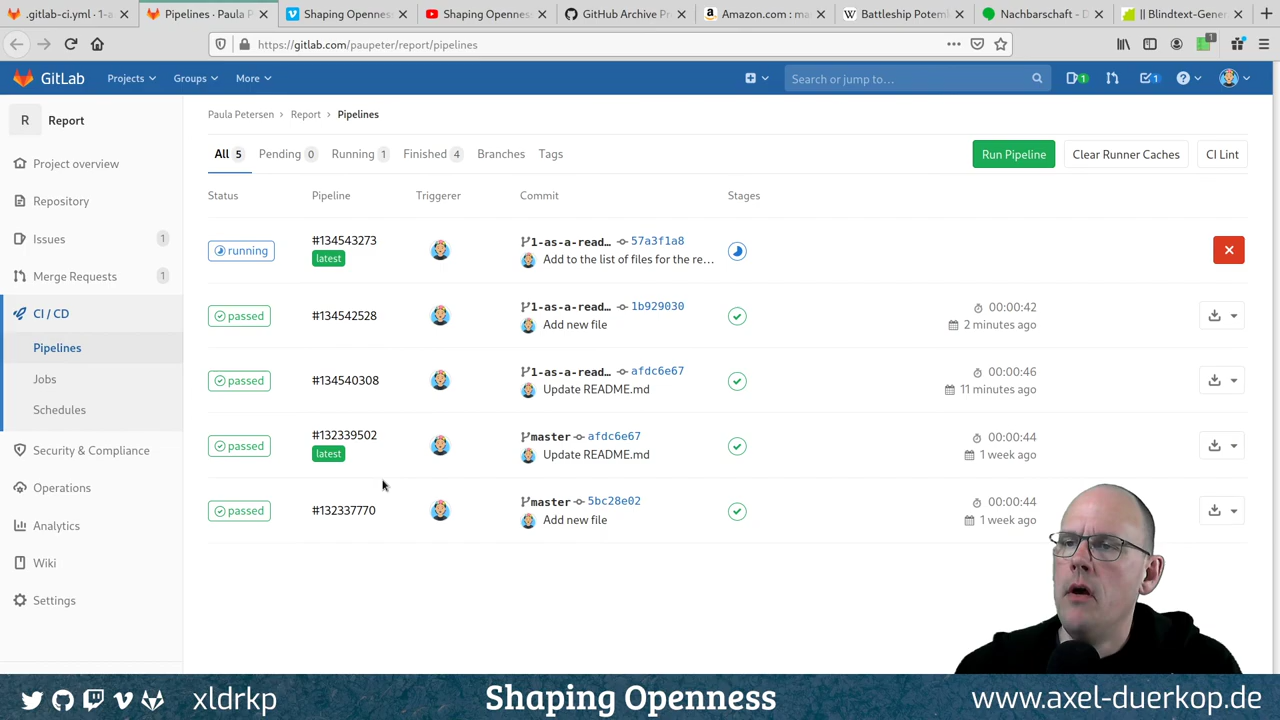 .gitlab-ci.yml · 1-a
Pipelines · Paula P
Shaping Openness
Shaping Openness
GitHub Archive Pr
Amazon.com : ma
Battleship Potem
Nachbarschaft - D
|| Blindtext-Gener
https://gitlab.com/paupeter/report/pipelines
1
GitLab
Projects
Groups
More
Search or jump to…
1
1
R
Report
Paula Petersen
Report
Pipelines
Project overview
Repository
Issues
1
Merge Requests
1
CI / CD
Pipelines
Jobs
Schedules
Security & Compliance
Operations
Analytics
Wiki
Settings
All 5
Pending 0
Running 1
Finished 4
Branches
Tags
Run Pipeline
Clear Runner Caches
CI Lint
Status
Pipeline
Triggerer
Commit
Stages
running
#134543273
latest
1-as-a-read… 57a3f1a8
Add to the list of files for the re…
passed
#134542528
1-as-a-read… 1b929030
Add new file
00:00:42
2 minutes ago
passed
#134540308
1-as-a-read… afdc6e67
Update README.md
00:00:46
11 minutes ago
passed
#132339502
latest
master afdc6e67
Update README.md
00:00:44
1 week ago
passed
#132337770
master 5bc28e02
Add new file
00:00:44
1 week ago
xldrkp
Shaping Openness
www.axel-duerkop.de